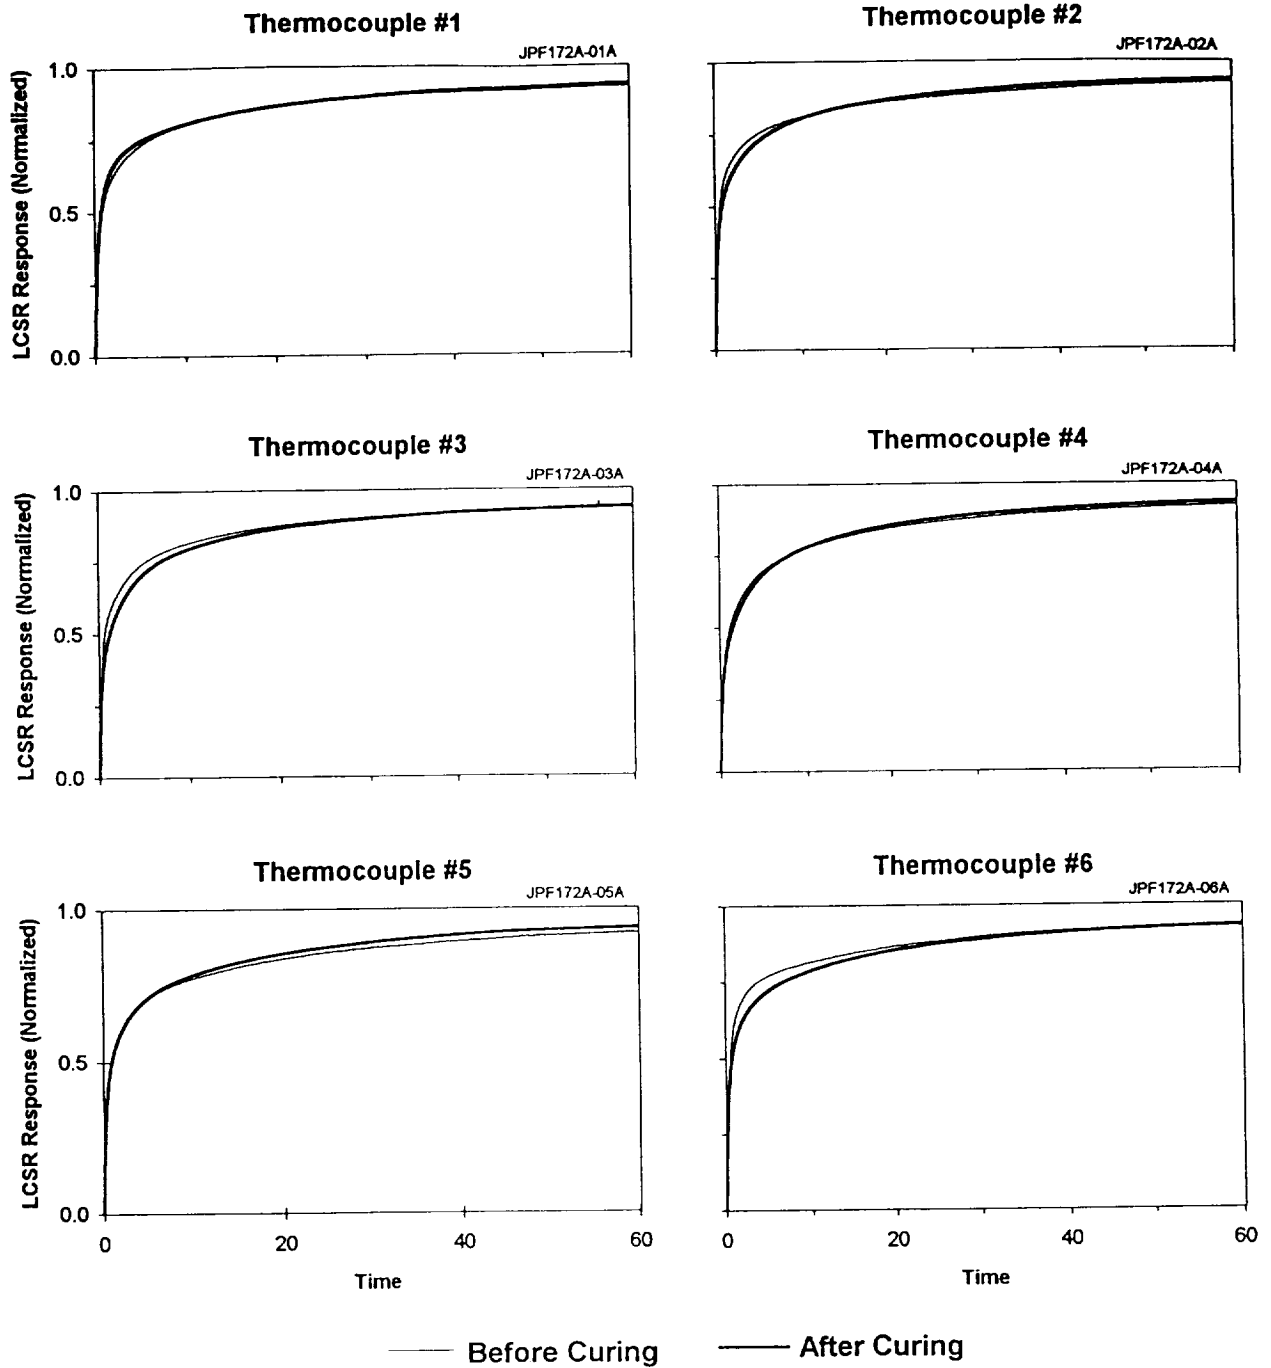 Thermocouple #1
JPF172A-01A
LCSR Response (Normalized)
1.0
0.5
0.0
Thermocouple #2
JPF172A-02A
Thermocouple #3
JPF172A-03A
LCSR Response (Normalized)
1.0
0.5
0.0
Thermocouple #4
JPF172A-04A
Thermocouple #5
JPF172A-05A
LCSR Response (Normalized)
1.0
0.5
0.0
0 20 40 60
Time
Thermocouple #6
JPF172A-06A
0 20 40 60
Time
Before Curing
After Curing